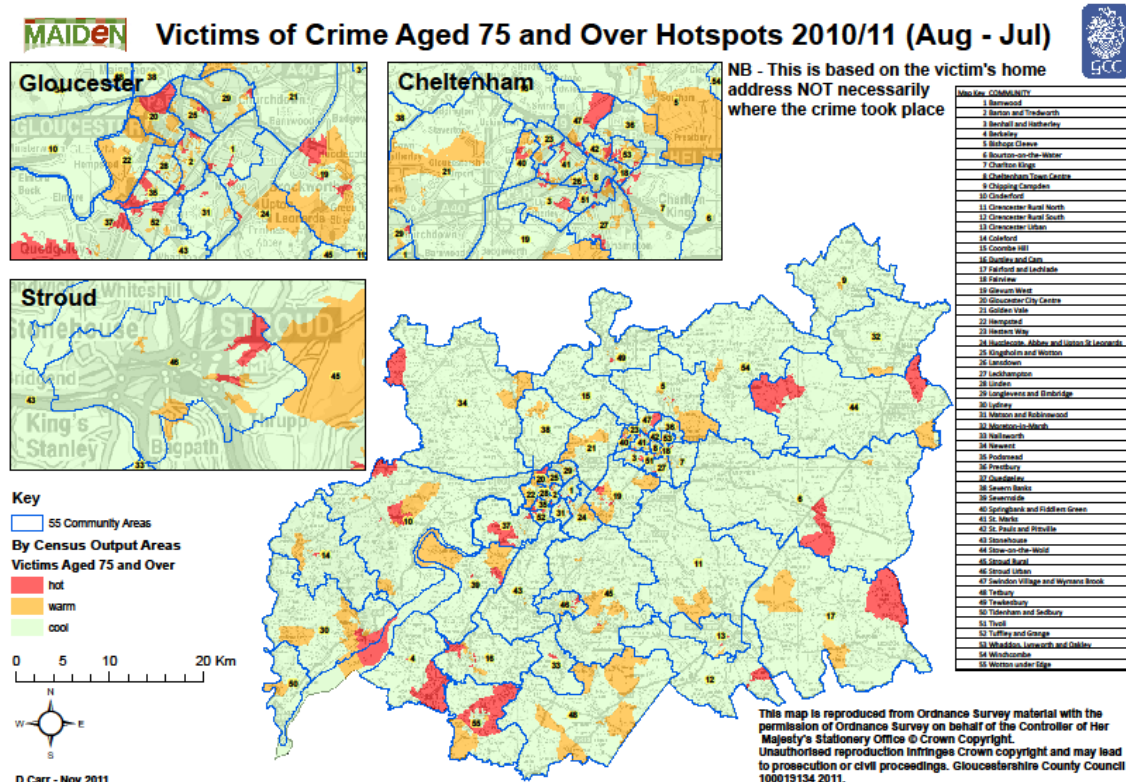 MAIDEN
Victims of Crime Aged 75 and Over Hotspots 2010/11 (Aug - Jul)
GCC
Gloucester
Cheltenham
NB - This is based on the victim's home
address NOT necessarily
where the crime took place
Map Key COMMUNITY
1 Barnwood
2 Barton and Tredworth
3 Benhall and Hatherley
4 Berkeley
5 Bishops Cleeve
6 Bourton-on-the-Water
7 Charlton Kings
8 Cheltenham Town Centre
9 Chipping Campden
10 Cinderford
11 Cirencester Rural North
12 Cirencester Rural South
13 Cirencester Urban
14 Coleford
15 Coombe Hill
16 Dursley and Cam
17 Fairford and Lechlade
18 Fairview
19 Glevum West
20 Gloucester City Centre
21 Golden Vale
22 Hempsted
23 Hesters Way
24 Hucclecote, Abbey and Upton St Leonards
25 Kingsholm and Wotton
26 Lansdown
27 Leckhampton
28 Linden
29 Longlevens and Elmbridge
30 Lydney
31 Matson and Robinswood
32 Moreton-in-Marsh
33 Nailsworth
34 Newent
35 Podsmead
36 Prestbury
37 Quedgeley
38 Severn Banks
39 Severnside
40 Springbank and Fiddlers Green
41 St. Marks
42 St. Pauls and Pittville
43 Stonehouse
44 Stow-on-the-Wold
45 Stroud Rural
46 Stroud Urban
47 Swindon Village and Wymans Brook
48 Tetbury
49 Tewkesbury
50 Tidenham and Sedbury
51 Tivoli
52 Tuffley and Grange
53 Whaddon, Lynworth and Oakley
54 Winchcombe
55 Wotton under Edge
Stroud
Whiteshill
STROUD
King's
Stanley
Bagpath
Key
55 Community Areas
By Census Output Areas
Victims Aged 75 and Over
hot
warm
cool
0 5 10 20 Km
N
W E
S
D Carr - Nov 2011
This map is reproduced from Ordnance Survey material with the
permission of Ordnance Survey on behalf of the Controller of Her
Majesty's Stationery Office © Crown Copyright.
Unauthorised reproduction infringes Crown copyright and may lead
to prosecution or civil proceedings. Gloucestershire County Council
100019134 2011.